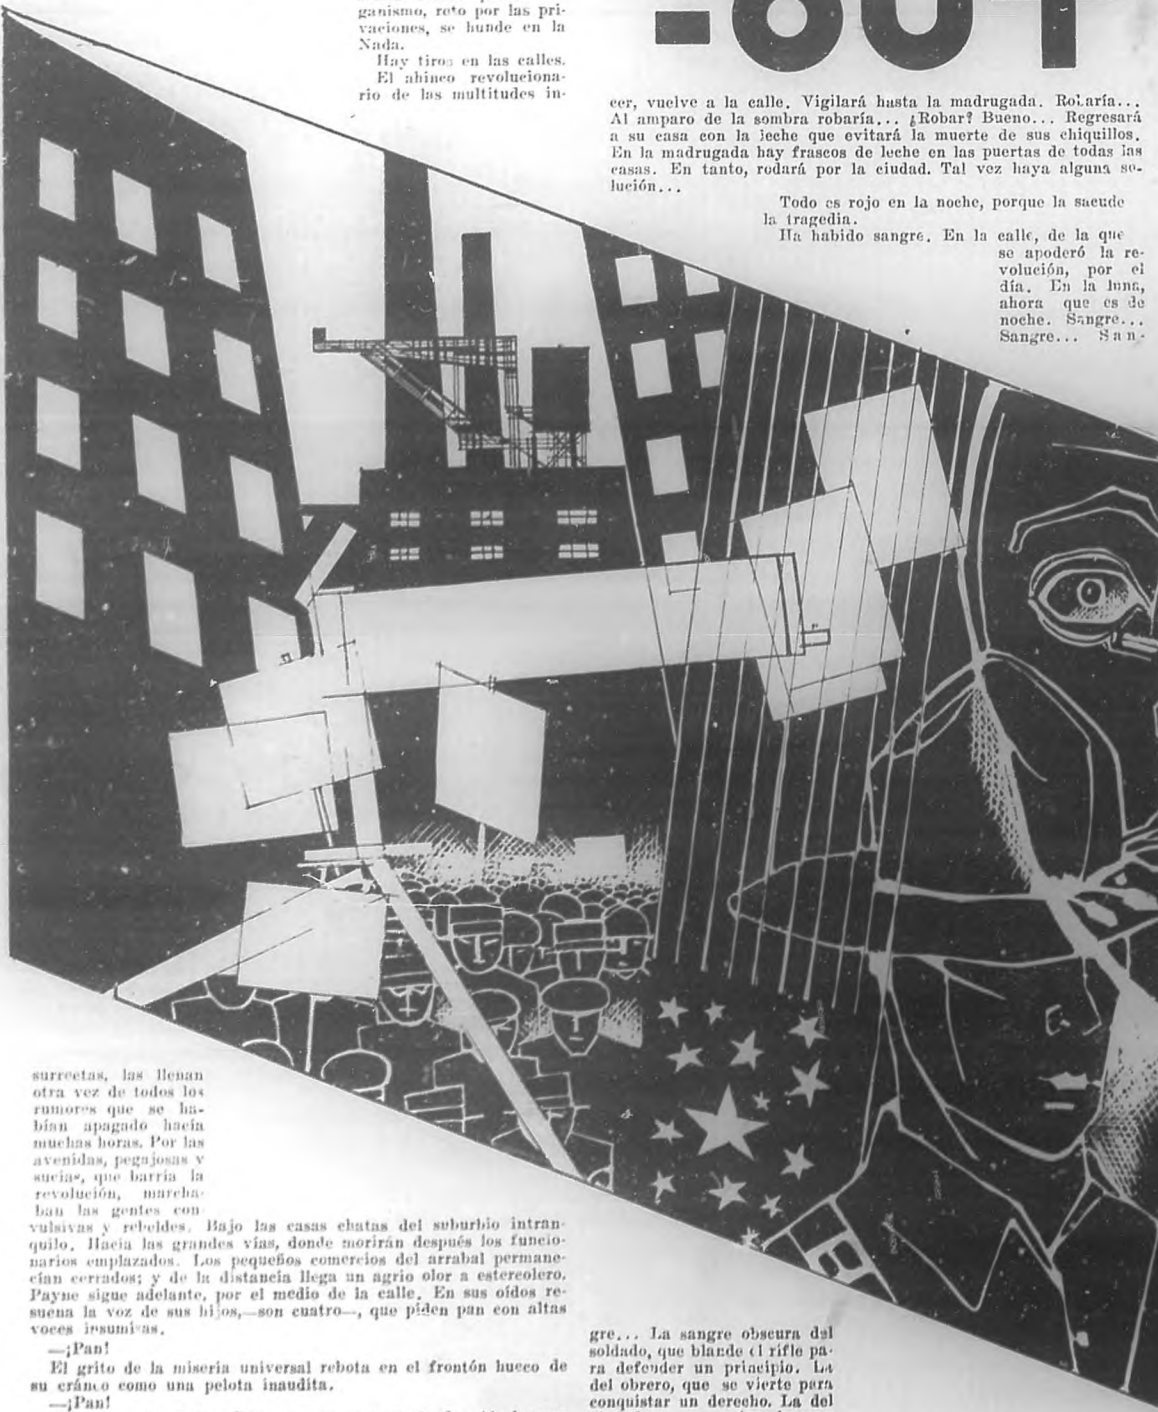 -OUT
ganismo, roto por las pri-
vaciones, se hunde en la
Nada.
Hay tiros en las calles.
El ahinco revoluciona-
rio de las multitudes in-
surrectas, las llenan
otra vez de todos los
rumores que se ha-
bían apagado hacía
muchas horas. Por las
avenidas, pegajosas y
sucias, que barría la
revolución, marcha-
ban las gentes con-
vulsivas y rebeldes. Bajo las casas chatas del suburbio intran-
quilo. Hacia las grandes vías, donde morirán después los funcio-
narios emplazados. Los pequeños comercios del arrabal permane-
cían cerrados; y de la distancia llega un agrio olor a estercolero.
Payne sigue adelante, por el medio de la calle. En sus oídos re-
suena la voz de sus hijos,—son cuatro—, que piden pan con altas
voces insumisas.
—¡Pan!
El grito de la miseria universal rebota en el frontón hueco de
su cráneo como una pelota inaudita.
—¡Pan!
cer, vuelve a la calle. Vigilará hasta la madrugada. Robaría...
Al amparo de la sombra robaría... ¿Robar? Bueno... Regresará
a su casa con la leche que evitará la muerte de sus chiquillos.
En la madrugada hay frascos de leche en las puertas de todas las
casas. En tanto, rodará por la ciudad. Tal vez haya alguna so-
lución...
Todo es rojo en la noche, porque la sacude
la tragedia.
Ha habido sangre. En la calle, de la que
se apoderó la re-
volución, por el
día. En la luna,
ahora que es de
noche. Sangre...
Sangre... San-
gre... La sangre obscura del
soldado, que blande el rifle pa-
ra defender un principio. La
del obrero, que se vierte para
conquistar un derecho. La del